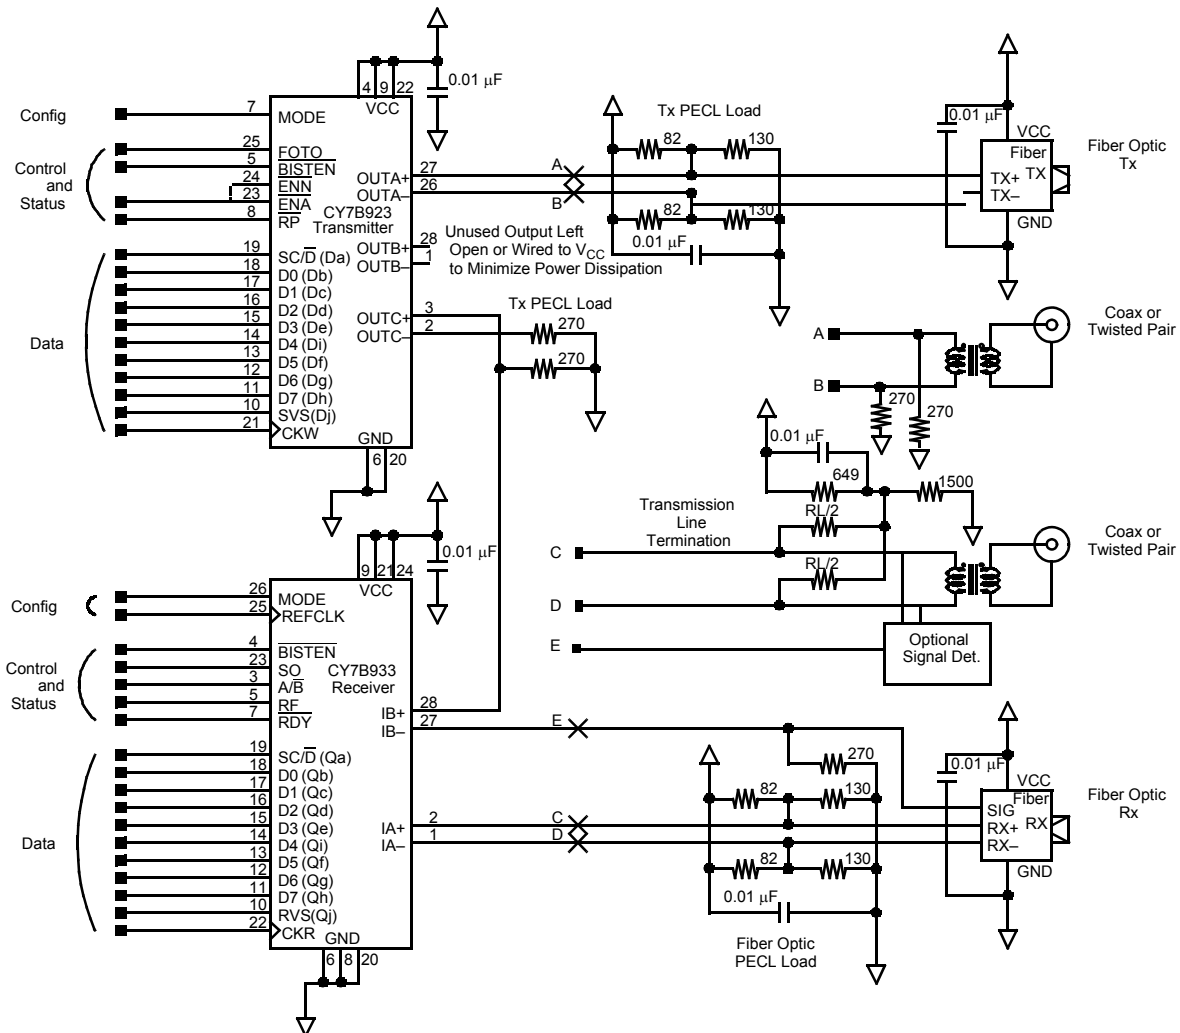 0.01 μF
4 9 22
VCC
Config
7
MODE
Control
and
Status
25
FOTO
5
BISTEN
24
ENN
23
ENA
8
RP
OUTA+
27
OUTA–
26
CY7B923
Transmitter
OUTB+
28
OUTB–
1
Unused Output Left
Open or Wired to VCC
to Minimize Power Dissipation
OUTC+
3
OUTC–
2
Data
19
SC/D (Da)
18
D0 (Db)
17
D1 (Dc)
16
D2 (Dd)
15
D3 (De)
14
D4 (Di)
13
D5 (Df)
12
D6 (Dg)
11
D7 (Dh)
10
SVS(Dj)
21
CKW
GND
6 20
Tx PECL Load
270
270
Tx PECL Load
82
130
A
B
82
130
0.01 μF
0.01 μF
VCC
Fiber
TX
TX+
TX–
GND
Fiber Optic
Tx
A
B
270
270
Coax or
Twisted Pair
0.01 μF
649
1500
RL/2
RL/2
Transmission
Line
Termination
C
D
E
Optional
Signal Det.
Coax or
Twisted Pair
0.01 μF
9 21 24
VCC
Config
26
MODE
25
REFCLK
Control
and
Status
4
BISTEN
23
SO
3
A/B
5
RF
7
RDY
CY7B933
Receiver
IB+
28
IB–
27
IA+
2
IA–
1
Data
19
SC/D (Qa)
18
D0 (Qb)
17
D1 (Qc)
16
D2 (Qd)
15
D3 (Qe)
14
D4 (Qi)
13
D5 (Qf)
12
D6 (Qg)
11
D7 (Qh)
10
RVS(Qj)
22
CKR
GND
6 8 20
E
C
D
270
82
130
82
130
0.01 μF
Fiber Optic
PECL Load
0.01 μF
VCC
Fiber
SIG
RX
RX+
RX–
GND
Fiber Optic
Rx